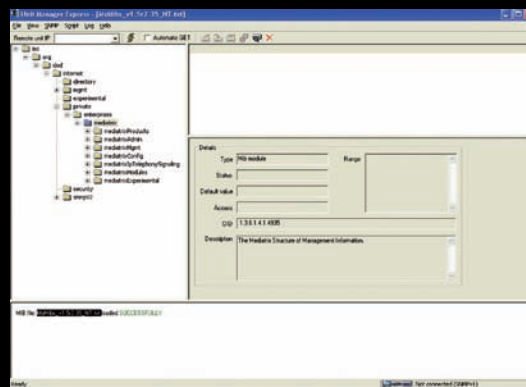 File View SNMP Script Log Help
Remote unit IP
Automatic GET
iso
org
dod
internet
directory
mgmt
experimental
private
enterprises
mediatrix
mediatrixProducts
mediatrixAdmin
mediatrixMgmt
mediatrixConfig
mediatrixIpTelephonySignaling
mediatrixModules
mediatrixExperimental
security
snmpV2
Details
Type
Mib module
Range
Status
Default value
Access
OID
1.3.6.1.4.1.4935
Description
The Mediatrix Structure of Management Information.
MIB file
loaded SUCCESSFULLY
Ready
Not connected (SNMPv1)